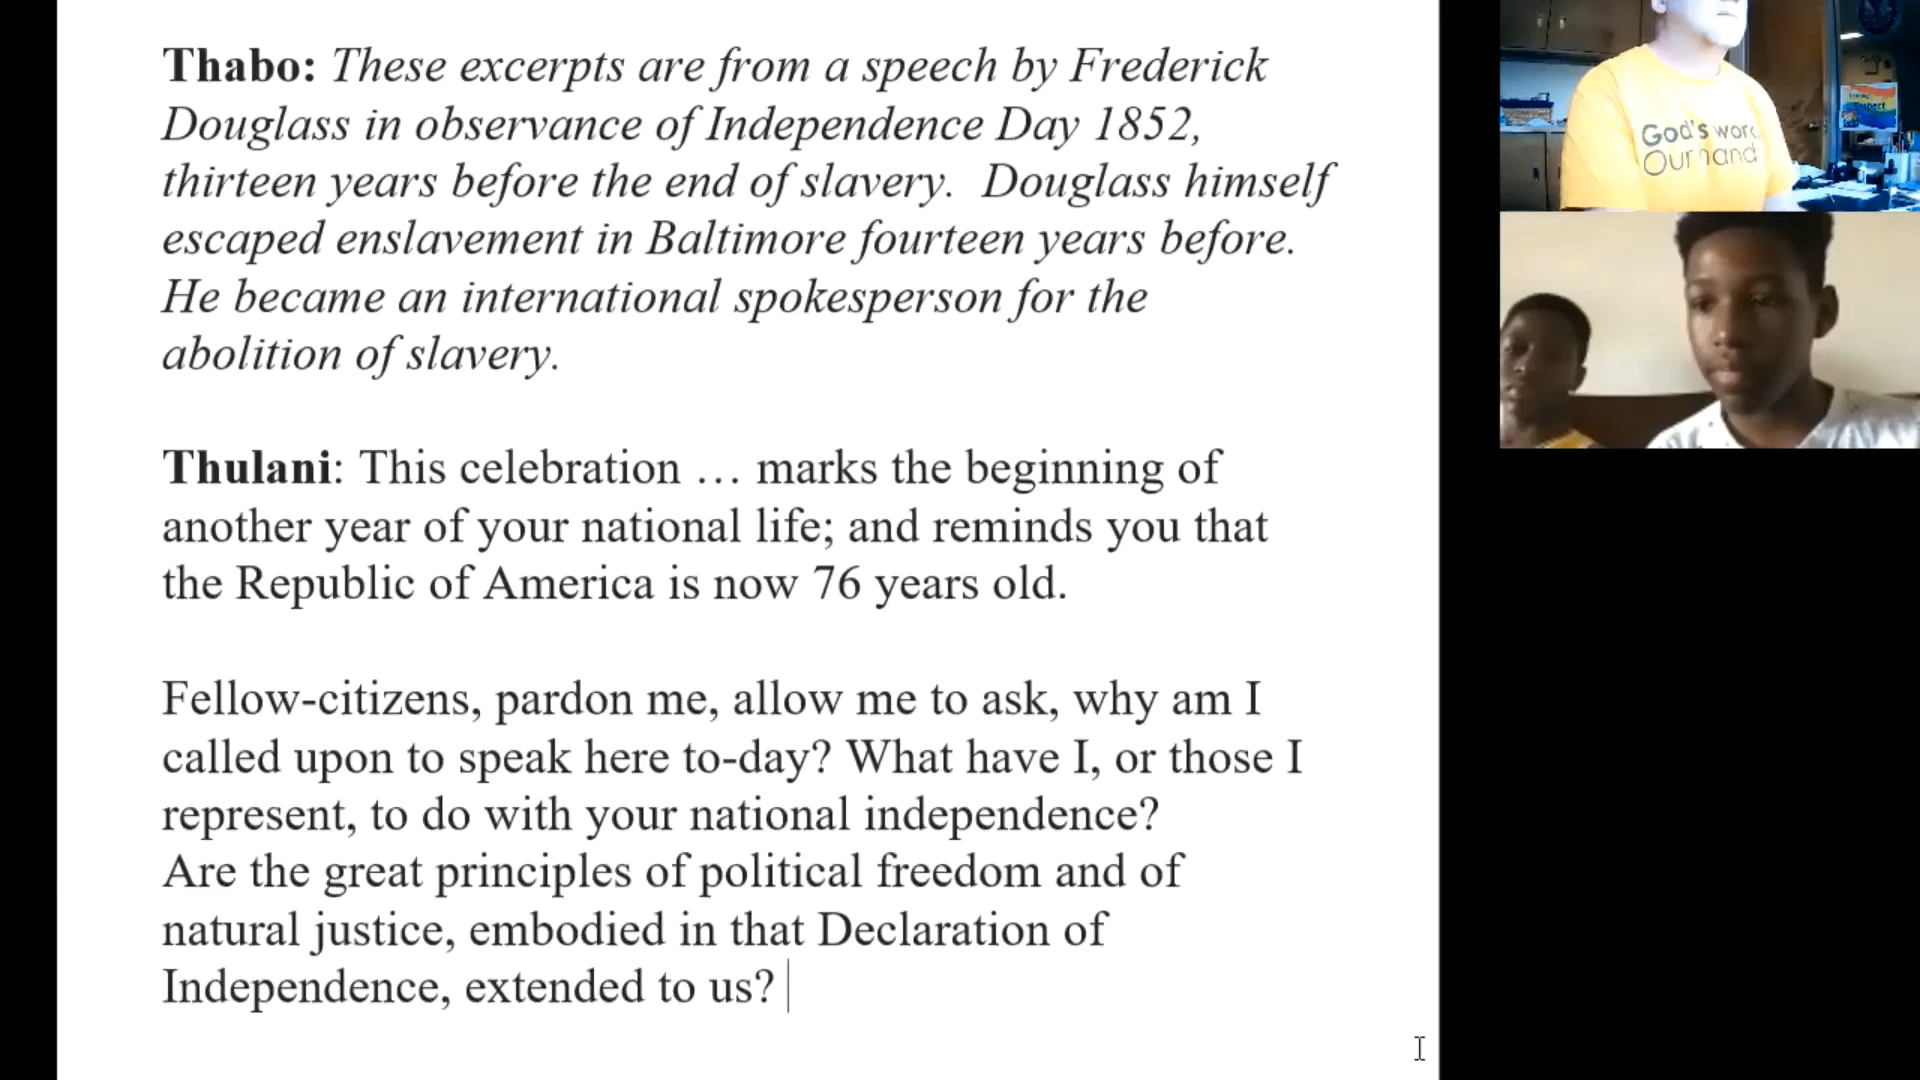 Thabo: These excerpts are from a speech by Frederick
Douglass in observance of Independence Day 1852,
thirteen years before the end of slavery.  Douglass himself
escaped enslavement in Baltimore fourteen years before.
He became an international spokesperson for the
abolition of slavery.
Thulani: This celebration … marks the beginning of
another year of your national life; and reminds you that
the Republic of America is now 76 years old.
Fellow-citizens, pardon me, allow me to ask, why am I
called upon to speak here to-day? What have I, or those I
represent, to do with your national independence?
Are the great principles of political freedom and of
natural justice, embodied in that Declaration of
Independence, extended to us?
God's
Our hand